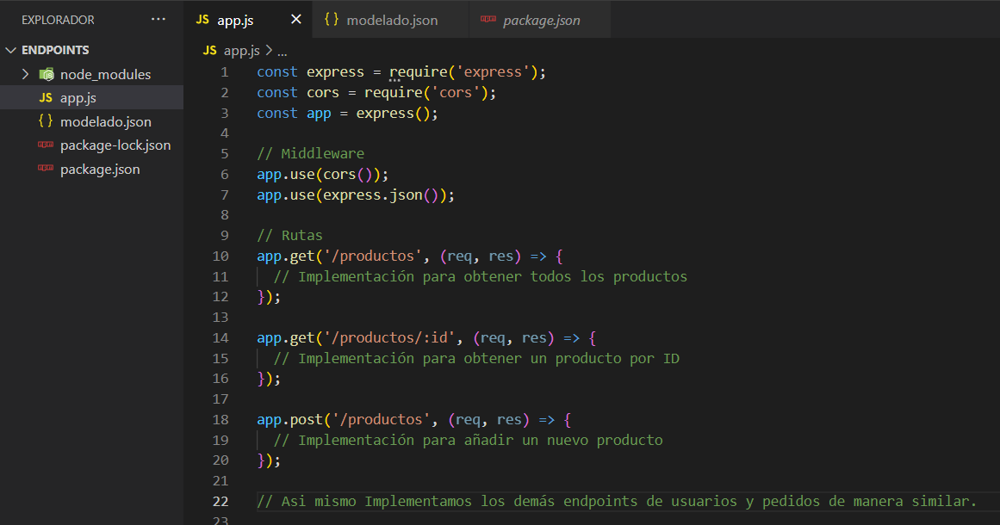 EXPLORADOR ...
JS app.js × {} modelado.json package.json
ENDPOINTS
JS app.js > ...
node_modules
JS app.js
{} modelado.json
package-lock.json
package.json
1 const express = require('express');
2 const cors = require('cors');
3 const app = express();
4
5 // Middleware
6 app.use(cors());
7 app.use(express.json());
8
9 // Rutas
10 app.get('/productos', (req, res) => {
11 // Implementación para obtener todos los productos
12 });
13
14 app.get('/productos/:id', (req, res) => {
15 // Implementación para obtener un producto por ID
16 });
17
18 app.post('/productos', (req, res) => {
19 // Implementación para añadir un nuevo producto
20 });
21
22 // Asi mismo Implementamos los demás endpoints de usuarios y pedidos de manera similar.
23